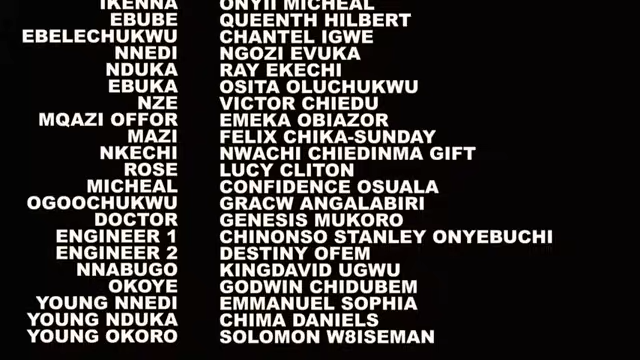 IKENNA ONYII MICHEAL
EBUBE QUEENTH HILBERT
EBELECHUKWU CHANTEL IGWE
NNEDI NGOZI EVUKA
NDUKA RAY EKECHI
EBUKA OSITA OLUCHUKWU
NZE VICTOR CHIEDU
MQAZI OFFOR EMEKA OBIAZOR
MAZI FELIX CHIKA-SUNDAY
NKECHI NWACHI CHIEDINMA GIFT
ROSE LUCY CLITON
MICHEAL CONFIDENCE OSUALA
OGOOCHUKWU GRACW ANGALABIRI
DOCTOR GENESIS MUKORO
ENGINEER 1 CHINONSO STANLEY ONYEBUCHI
ENGINEER 2 DESTINY OFEM
NNABUGO KINGDAVID UGWU
OKOYE GODWIN CHIDUBEM
YOUNG NNEDI EMMANUEL SOPHIA
YOUNG NDUKA CHIMA DANIELS
YOUNG OKORO SOLOMON W8ISEMAN